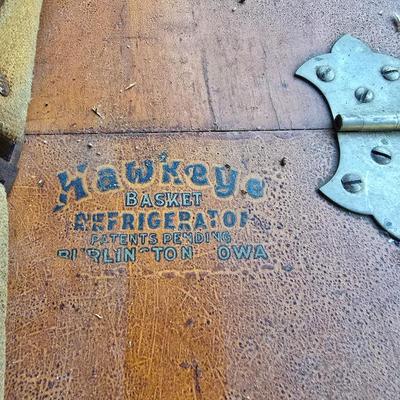 Hawkeye
BASKET
REFRIGERATOR
PATENTS PENDING
BURLINGTON IOWA